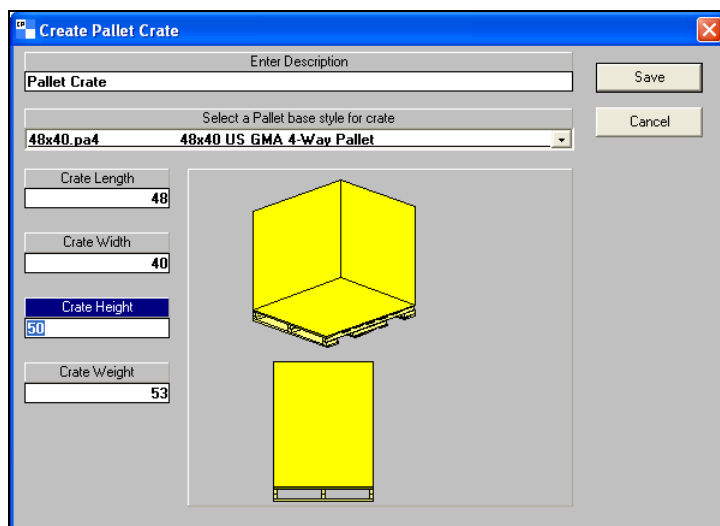 CP
Create Pallet Crate
Enter Description
Pallet Crate
Save
Select a Pallet base style for crate
Cancel
48x40.pa4 48x40 US GMA 4-Way Pallet
Crate Length
48
Crate Width
40
Crate Height
50
Crate Weight
53